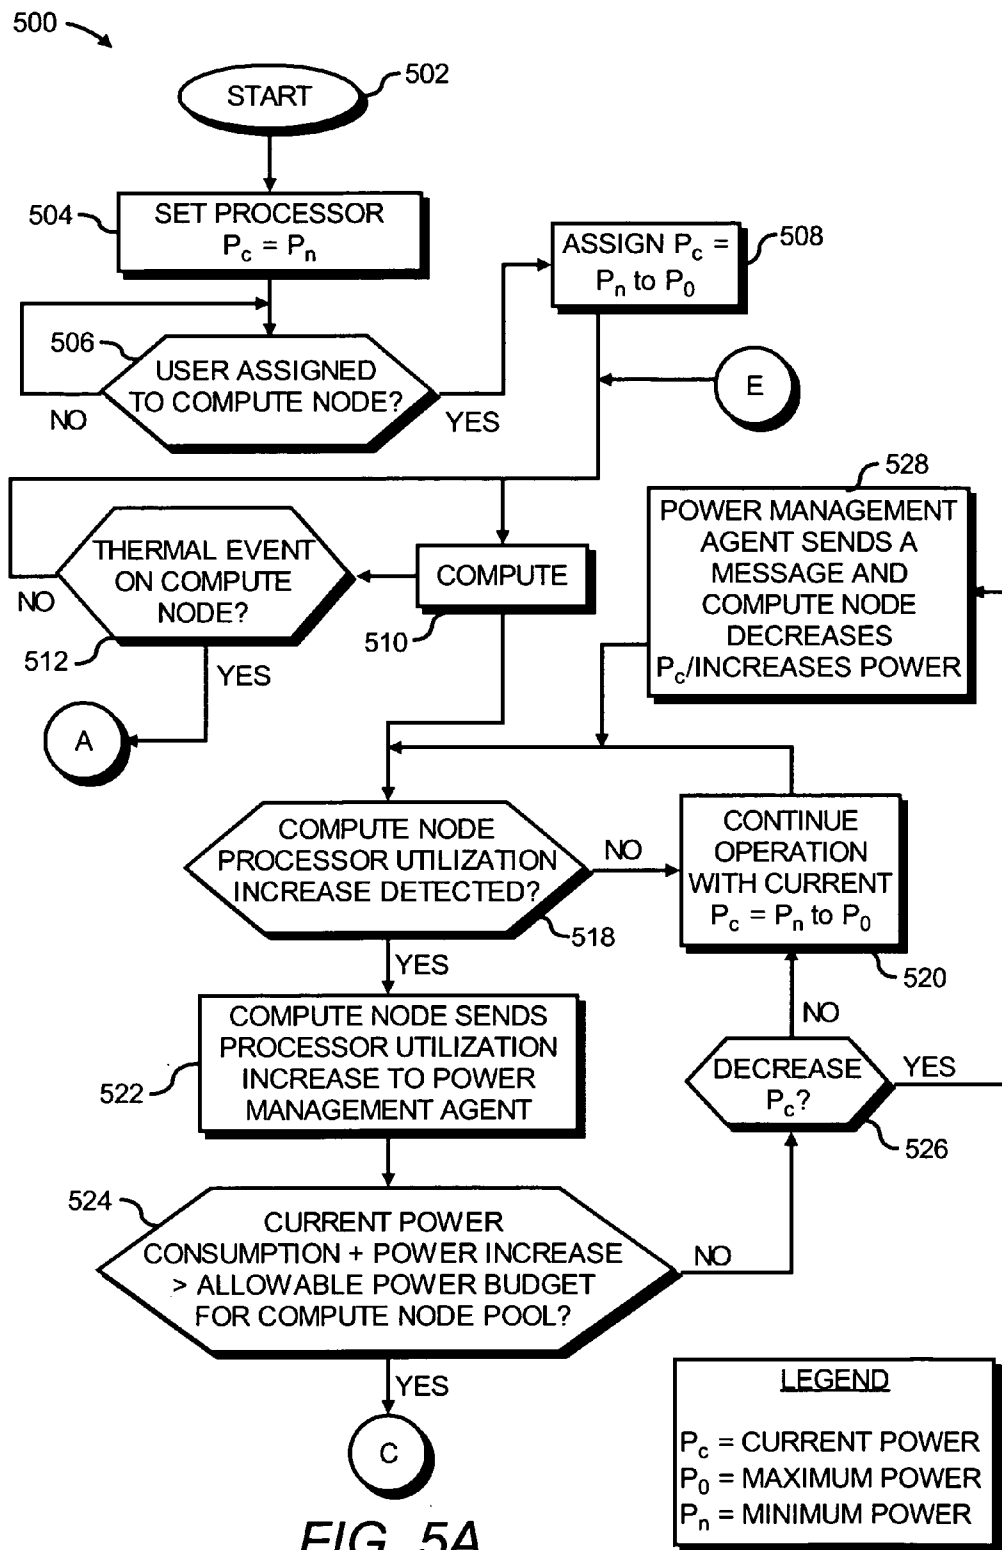 500
START
502
504
SET PROCESSOR
Pc = Pn
ASSIGN Pc =
Pn to P0
508
506
USER ASSIGNED
TO COMPUTE NODE?
NO
YES
E
528
POWER MANAGEMENT
AGENT SENDS A
MESSAGE AND
COMPUTE NODE
DECREASES
Pc/INCREASES POWER
THERMAL EVENT
ON COMPUTE
NODE?
NO
512
YES
COMPUTE
510
A
COMPUTE NODE
PROCESSOR UTILIZATION
INCREASE DETECTED?
NO
518
YES
CONTINUE
OPERATION
WITH CURRENT
Pc = Pn to P0
520
NO
522
COMPUTE NODE SENDS
PROCESSOR UTILIZATION
INCREASE TO POWER
MANAGEMENT AGENT
DECREASE
Pc?
YES
526
524
CURRENT POWER
CONSUMPTION + POWER INCREASE
> ALLOWABLE POWER BUDGET
FOR COMPUTE NODE POOL?
NO
YES
C
LEGEND
Pc = CURRENT POWER
P0 = MAXIMUM POWER
Pn = MINIMUM POWER
FIG. 5A